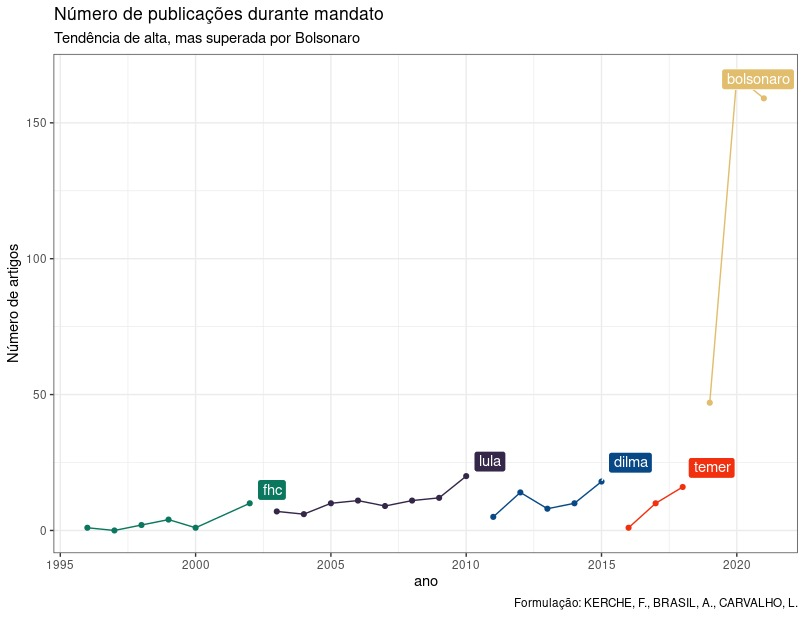 Número de publicações durante mandato
Tendência de alta, mas superada por Bolsonaro
Número de artigos
150
100
50
0
bolsonaro
lula
dilma
temer
fhc
1995
2000
2005
2010
2015
2020
ano
Formulação: KERCHE, F., BRASIL, A., CARVALHO, L.